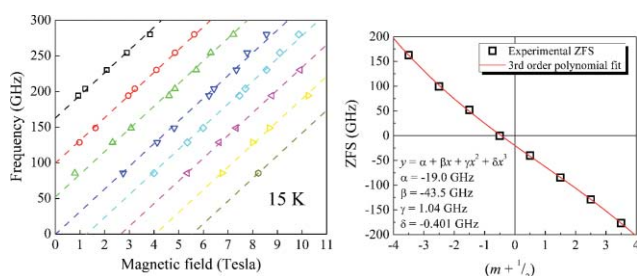 Frequency (GHz)
300
250
200
150
100
50
0
15 K
0 1 2 3 4 5 6 7 8 9 10 11
Magnetic field (Tesla)
ZFS (GHz)
200
150
100
50
0
-50
-100
-150
-200
Experimental ZFS
3rd order polynomial fit
y = α + βx + γx² + δx³
α = -19.0 GHz
β = -43.5 GHz
γ = 1.04 GHz
δ = -0.401 GHz
-4 -2 0 2 4
(m + ¹/₂)